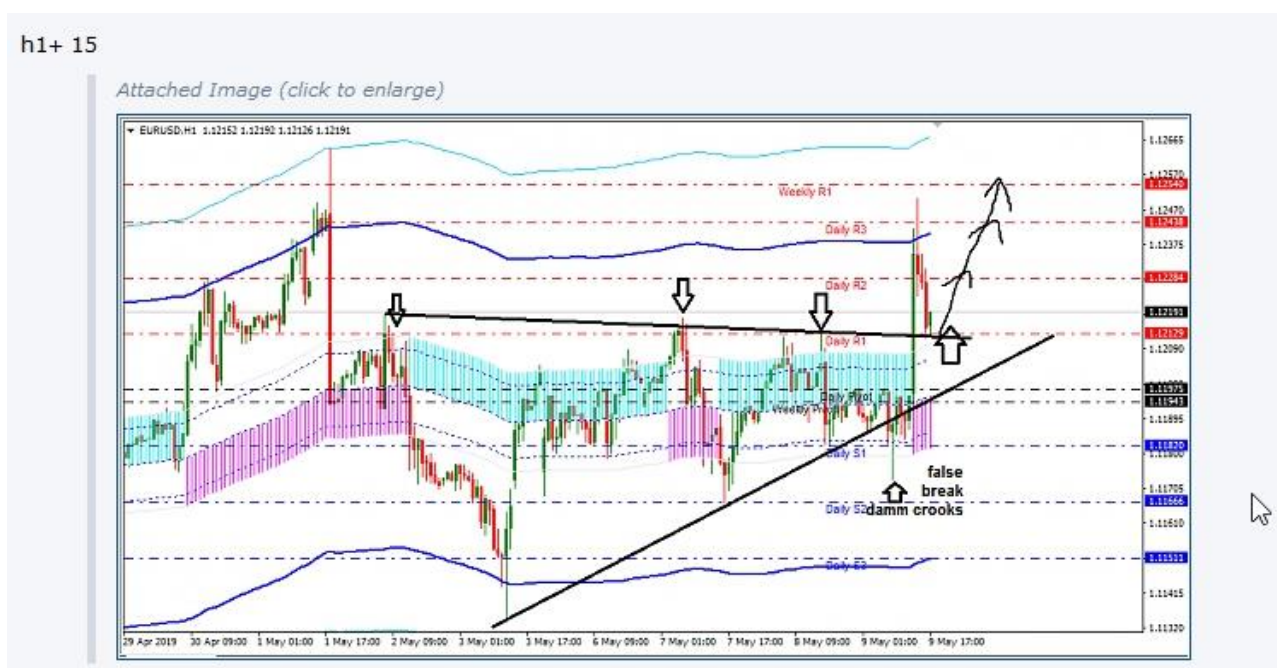 h1+ 15
Attached Image (click to enlarge)
EURUSD,H1 1.12152 1.12192 1.12126 1.12191
1.12665
1.12570
Weekly R1
1.12540
1.12470
Daily R3
1.12438
1.12375
Daily R2
1.12284
1.12191
Daily R1
1.12129
1.12090
1.11975
Daily Pivot
1.11943
Weekly Pivot
1.11895
1.11820
Daily S1
1.11800
false
break
damm crooks
1.11705
1.11666
Daily S2
1.11610
1.11511
Daily S3
1.11415
1.11320
29 Apr 2019 30 Apr 09:00 1 May 01:00 1 May 17:00 2 May 09:00 3 May 01:00 3 May 17:00 6 May 09:00 7 May 01:00 7 May 17:00 8 May 09:00 9 May 01:00 9 May 17:00